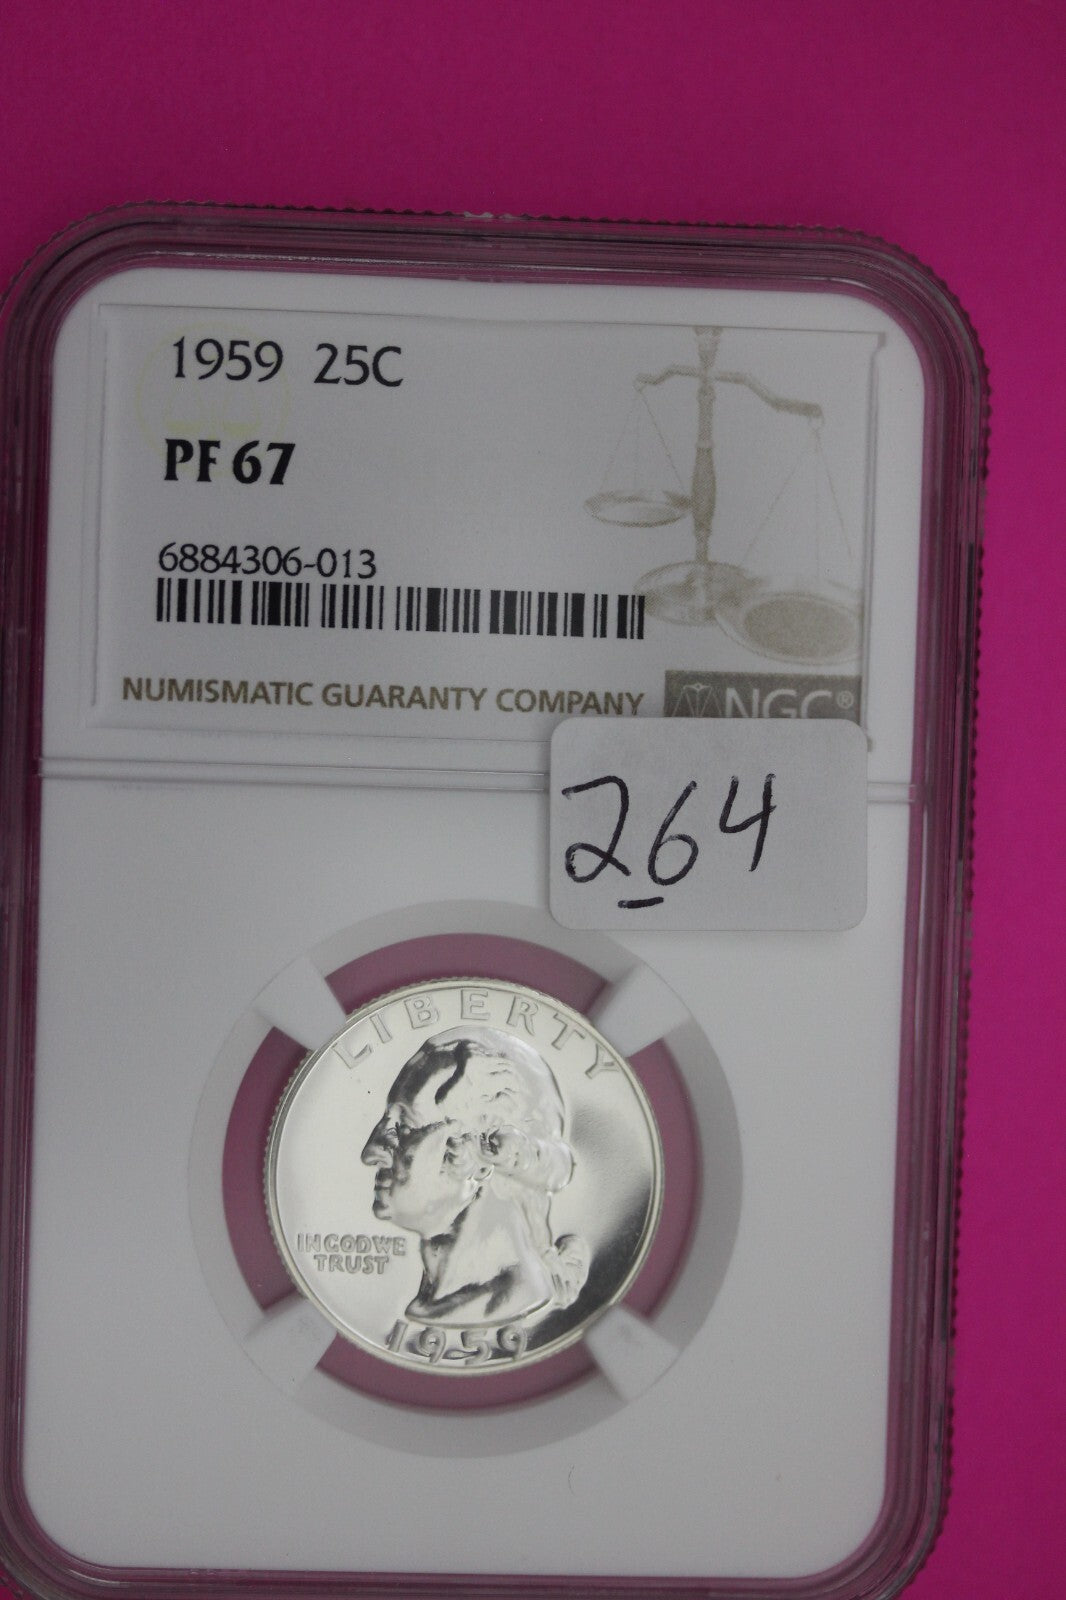 1959 25C
PF 67
6884306-013
NUMISMATIC GUARANTY COMPANY
NGC®
264
LIBERTY
IN GOD WE
TRUST
1959